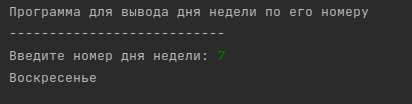 Программа для вывода дня недели по его номеру
---------------------------
Введите номер дня недели: 7
Воскресенье